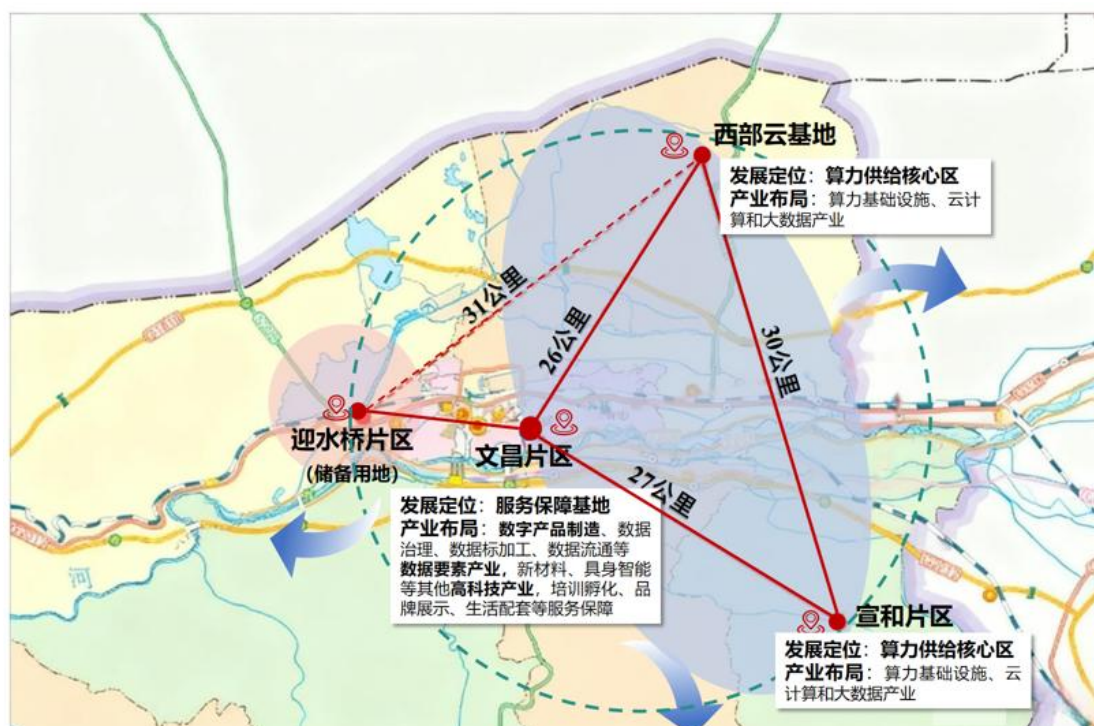 西部云基地
发展定位：算力供给核心区
产业布局：算力基础设施、云计
算和大数据产业
31公里
26公里
30公里
迎水桥片区
（储备用地）
文昌片区
27公里
发展定位：服务保障基地
产业布局：数字产品制造、数据
治理、数据标加工、数据流通等
数据要素产业，新材料、具身智能
等其他高科技产业，培训孵化、品
牌展示、生活配套等服务保障
河
宣和片区
发展定位：算力供给核心区
产业布局：算力基础设施、云
计算和大数据产业